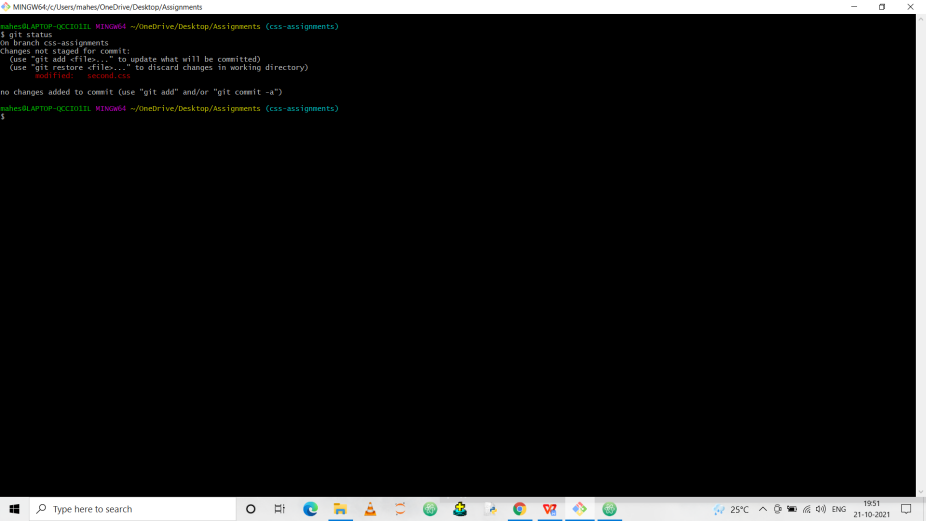 MINGW64:/c/Users/mahes/OneDrive/Desktop/Assignments
mahes@LAPTOP-QCCIO1IL MINGW64 ~/OneDrive/Desktop/Assignments (css-assignments)
$ git status
On branch css-assignments
Changes not staged for commit:
(use "git add <file>..." to update what will be committed)
(use "git restore <file>..." to discard changes in working directory)
modified: second.css
no changes added to commit (use "git add" and/or "git commit -a")
mahes@LAPTOP-QCCIO1IL MINGW64 ~/OneDrive/Desktop/Assignments (css-assignments)
$
Type here to search
25°C
ENG
19:51
21-10-2021